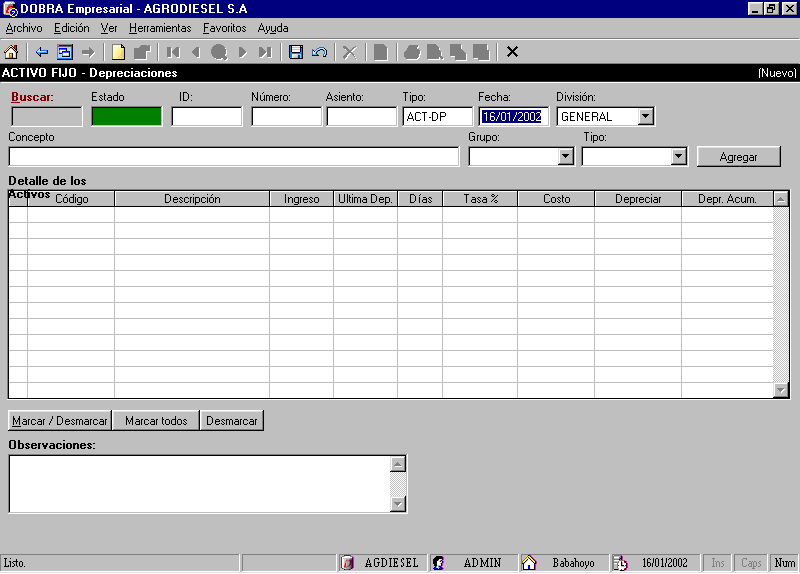 DOBRA Empresarial - AGRODIESEL S.A
Archivo Edición Ver Herramientas Favoritos Ayuda
ACTIVO FIJO - Depreciaciones (Nuevo)
Buscar: Estado ID: Número: Asiento: Tipo: Fecha: División:
ACT-DP 16/01/2002 GENERAL
Concepto Grupo: Tipo:
Agregar
Detalle de los
Activos
Código Descripción Ingreso Ultima Dep. Días Tasa % Costo Depreciar Depr. Acum.
Marcar / Desmarcar Marcar todos Desmarcar
Observaciones:
Listo. AGDIESEL ADMIN Babahoyo 16/01/2002 Ins Caps Num